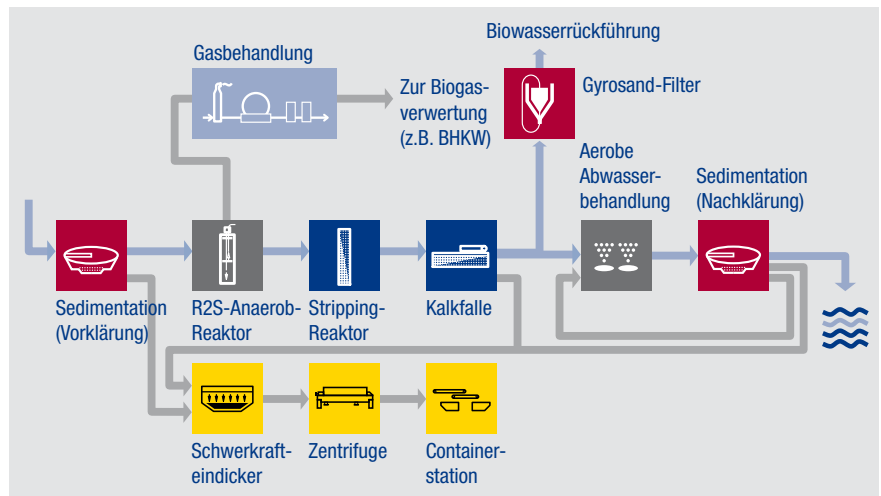 Biowasserrückführung
Gasbehandlung
Zur Biogas-
verwertung
(z.B. BHKW)
Gyrosand-Filter
Aerobe
Abwasser-
behandlung
Sedimentation
(Nachklärung)
Sedimentation
(Vorklärung)
R2S-Anaerob-
Reaktor
Stripping-
Reaktor
Kalkfalle
Schwerkraft-
eindicker
Zentrifuge
Container-
station